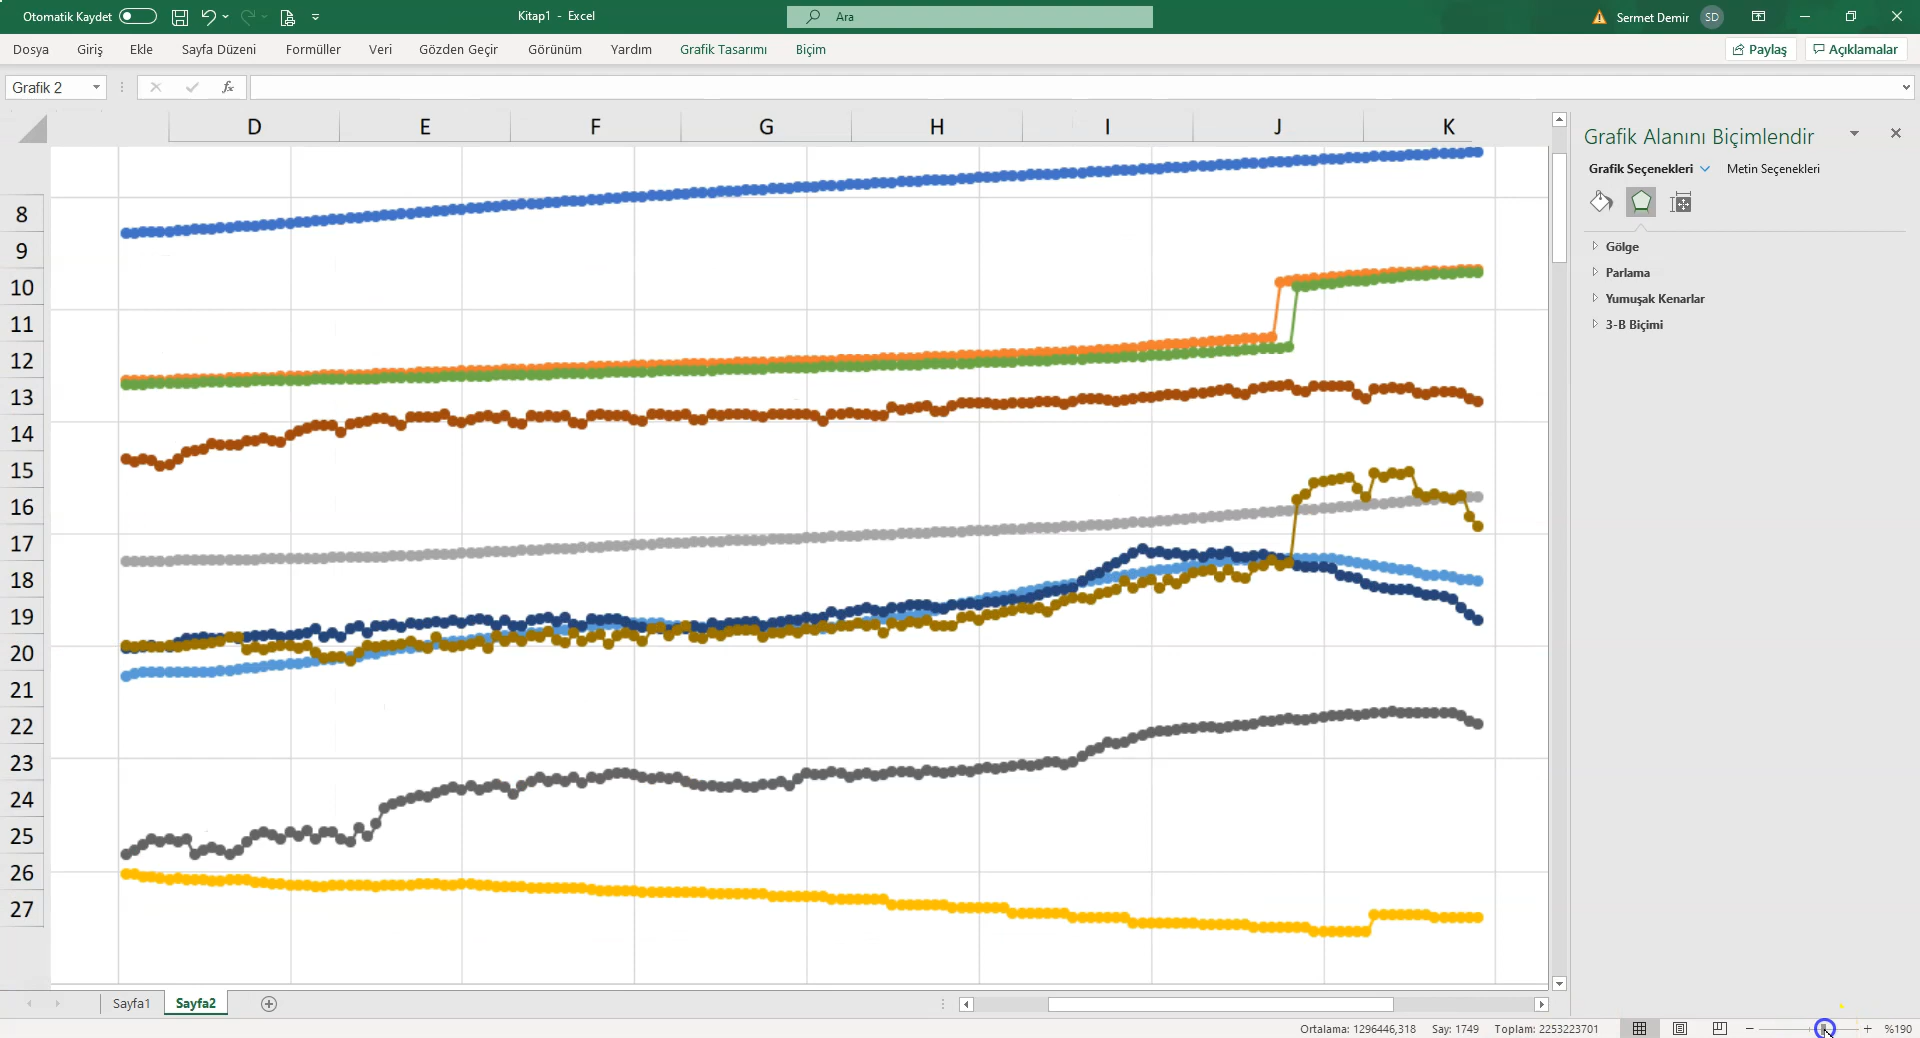 Otomatik Kaydet
Kitap1 - Excel
Ara
Sermet Demir
SD
Dosya Giriş Ekle Sayfa Düzeni Formüller Veri Gözden Geçir Görünüm Yardım Grafik Tasarımı Biçim
Paylaş
Açıklamalar
Grafik 2
fx
D E F G H I J K
8
9
10
11
12
13
14
15
16
17
18
19
20
21
22
23
24
25
26
27
Grafik Alanını Biçimlendir
Grafik Seçenekleri
Metin Seçenekleri
Gölge
Parlama
Yumuşak Kenarlar
3-B Biçimi
Sayfa1 Sayfa2
Ortalama: 1296446,318 Say: 1749 Toplam: 2253223701
%190